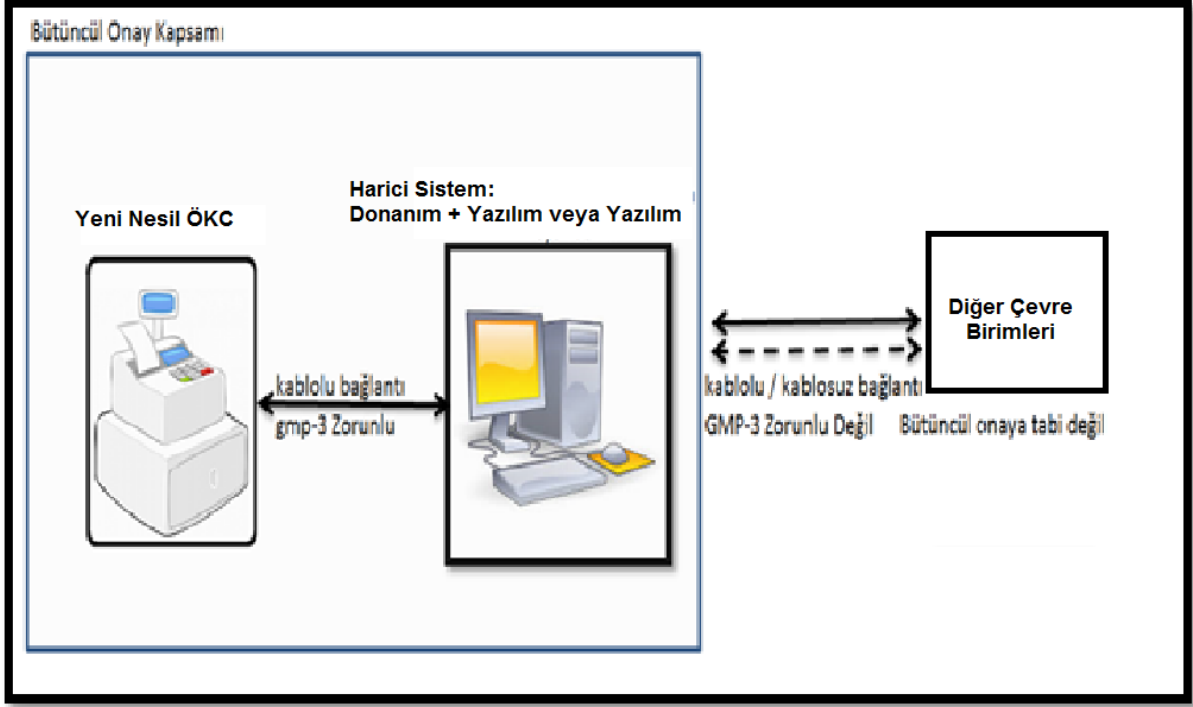 Bütüncül Onay Kapsamı
Harici Sistem:
Donanım + Yazılım veya Yazılım
Yeni Nesil ÖKC
kablolu bağlantı
gmp-3 Zorunlu
Diğer Çevre
Birimleri
kablolu / kablosuz bağlantı
GMP-3 Zorunlu Değil
Bütüncül onaya tabi değil